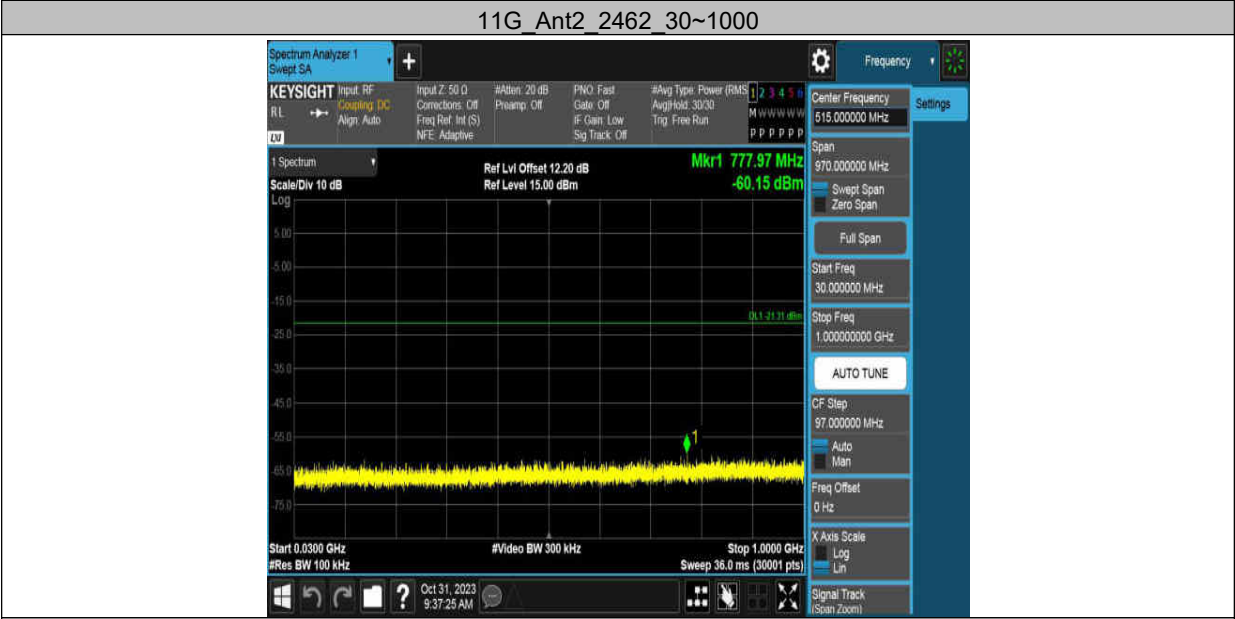 11G_Ant2_2462_30~1000
Spectrum Analyzer 1
Swept SA
+
Frequency
KEYSIGHT
RL
Input: RF
Coupling: DC
Align: Auto
Input Z: 50 Ω
Corrections: Off
Freq Ref: Int (S)
NFE: Adaptive
#Atten: 20 dB
Preamp: Off
PNO: Fast
Gate: Off
IF Gain: Low
Sig Track: Off
#Avg Type: Power (RMS
Avg|Hold: 30/30
Trig: Free Run
1 2 3 4 5 6
M W W W W W
P P P P P P
1 Spectrum
Scale/Div 10 dB
Log
Ref Lvl Offset 12.20 dB
Ref Level 15.00 dBm
Mkr1 777.97 MHz
-60.15 dBm
5.00
-5.00
-15.0
DL1 -21.31 dBm
-25.0
-35.0
-45.0
-55.0
1
-65.0
-75.0
Start 0.0300 GHz
#Res BW 100 kHz
#Video BW 300 kHz
Stop 1.0000 GHz
Sweep 36.0 ms (30001 pts)
?
Oct 31, 2023
9:37:25 AM
Center Frequency
515.000000 MHz
Settings
Span
970.000000 MHz
Swept Span
Zero Span
Full Span
Start Freq
30.000000 MHz
Stop Freq
1.000000000 GHz
AUTO TUNE
CF Step
97.000000 MHz
Auto
Man
Freq Offset
0 Hz
X Axis Scale
Log
Lin
Signal Track
(Span Zoom)